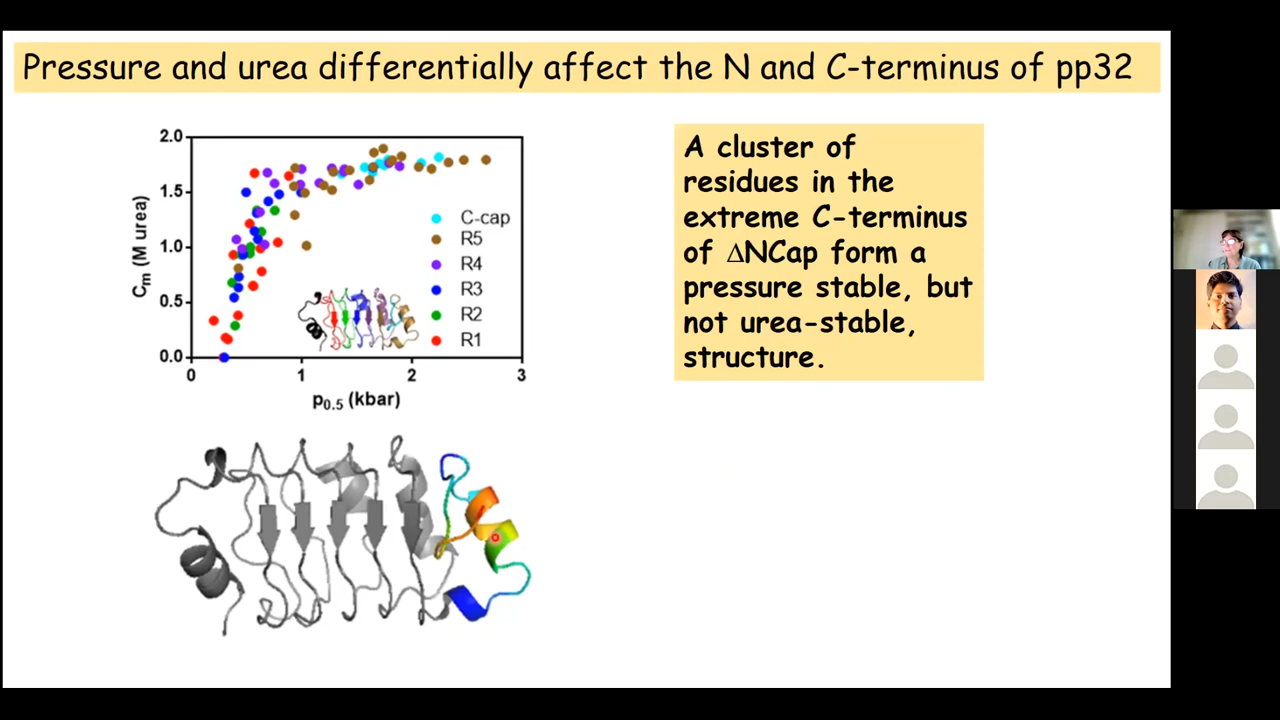 Pressure and urea differentially affect the N and C-terminus of pp32
2.0
1.5
1.0
0.5
0.0
Cm (M urea)
0
1
2
3
p0.5 (kbar)
C-cap
R5
R4
R3
R2
R1
A cluster of
residues in the
extreme C-terminus
of ΔNCap form a
pressure stable, but
not urea-stable,
structure.